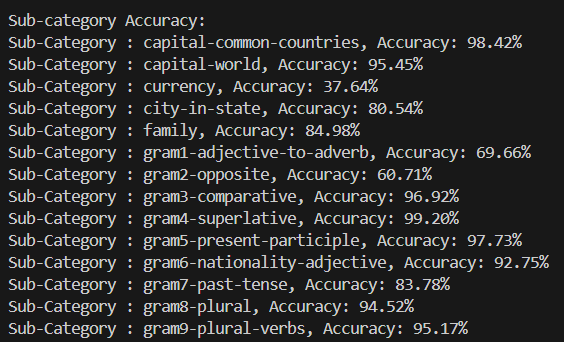 Sub-category Accuracy:
Sub-Category : capital-common-countries, Accuracy: 98.42%
Sub-Category : capital-world, Accuracy: 95.45%
Sub-Category : currency, Accuracy: 37.64%
Sub-Category : city-in-state, Accuracy: 80.54%
Sub-Category : family, Accuracy: 84.98%
Sub-Category : gram1-adjective-to-adverb, Accuracy: 69.66%
Sub-Category : gram2-opposite, Accuracy: 60.71%
Sub-Category : gram3-comparative, Accuracy: 96.92%
Sub-Category : gram4-superlative, Accuracy: 99.20%
Sub-Category : gram5-present-participle, Accuracy: 97.73%
Sub-Category : gram6-nationality-adjective, Accuracy: 92.75%
Sub-Category : gram7-past-tense, Accuracy: 83.78%
Sub-Category : gram8-plural, Accuracy: 94.52%
Sub-Category : gram9-plural-verbs, Accuracy: 95.17%